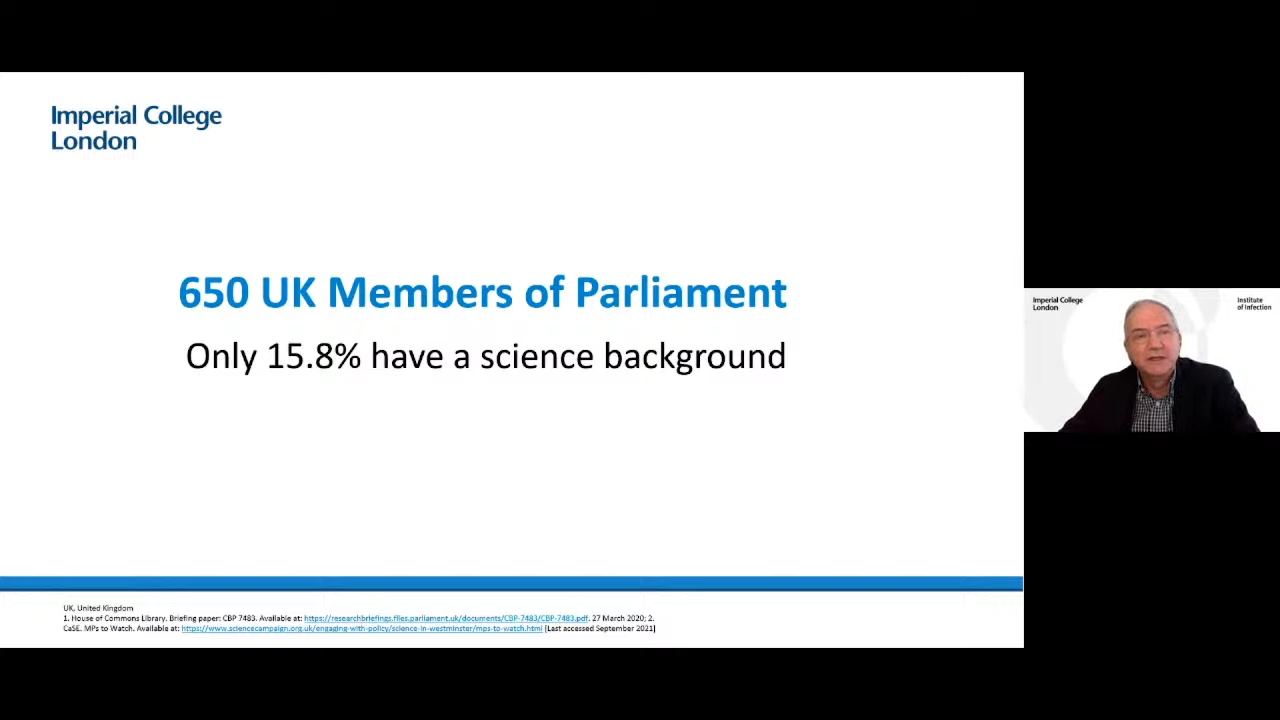 Imperial College
London
650 UK Members of Parliament
Only 15.8% have a science background
Imperial College
London
Institute
of Infection
UK, United Kingdom
1. House of Commons Library. Briefing paper: CBP 7483. Available at: https://researchbriefings.files.parliament.uk/documents/CBP-7483/CBP-7483.pdf. 27 March 2020; 2.
CaSE. MPs to Watch. Available at: https://www.sciencecampaign.org.uk/engaging-with-policy/science-in-westminster/mps-to-watch.html [Last accessed September 2021]